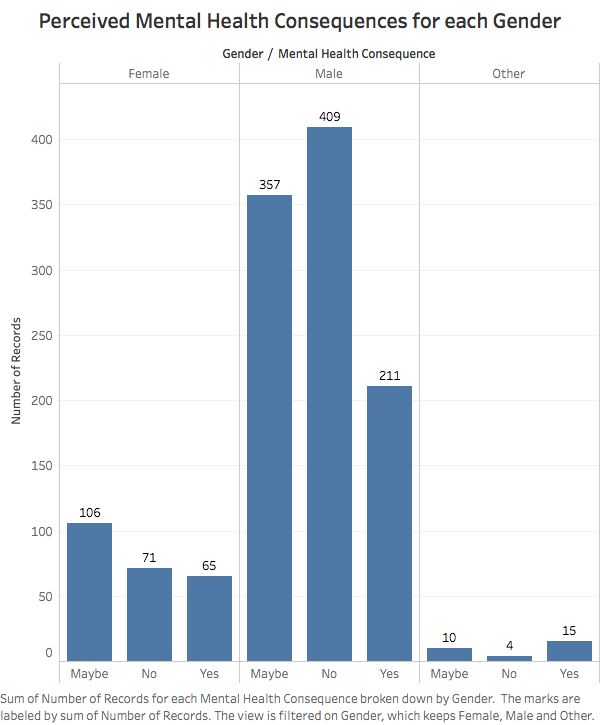 Perceived Mental Health Consequences for each Gender
Gender / Mental Health Consequence
Female Male Other
Number of Records
400
350
300
250
200
150
100
50
0
106 71 65
357 409 211
10 4 15
Maybe No Yes Maybe No Yes Maybe No Yes
Sum of Number of Records for each Mental Health Consequence broken down by Gender. The marks are
labeled by sum of Number of Records. The view is filtered on Gender, which keeps Female, Male and Other.